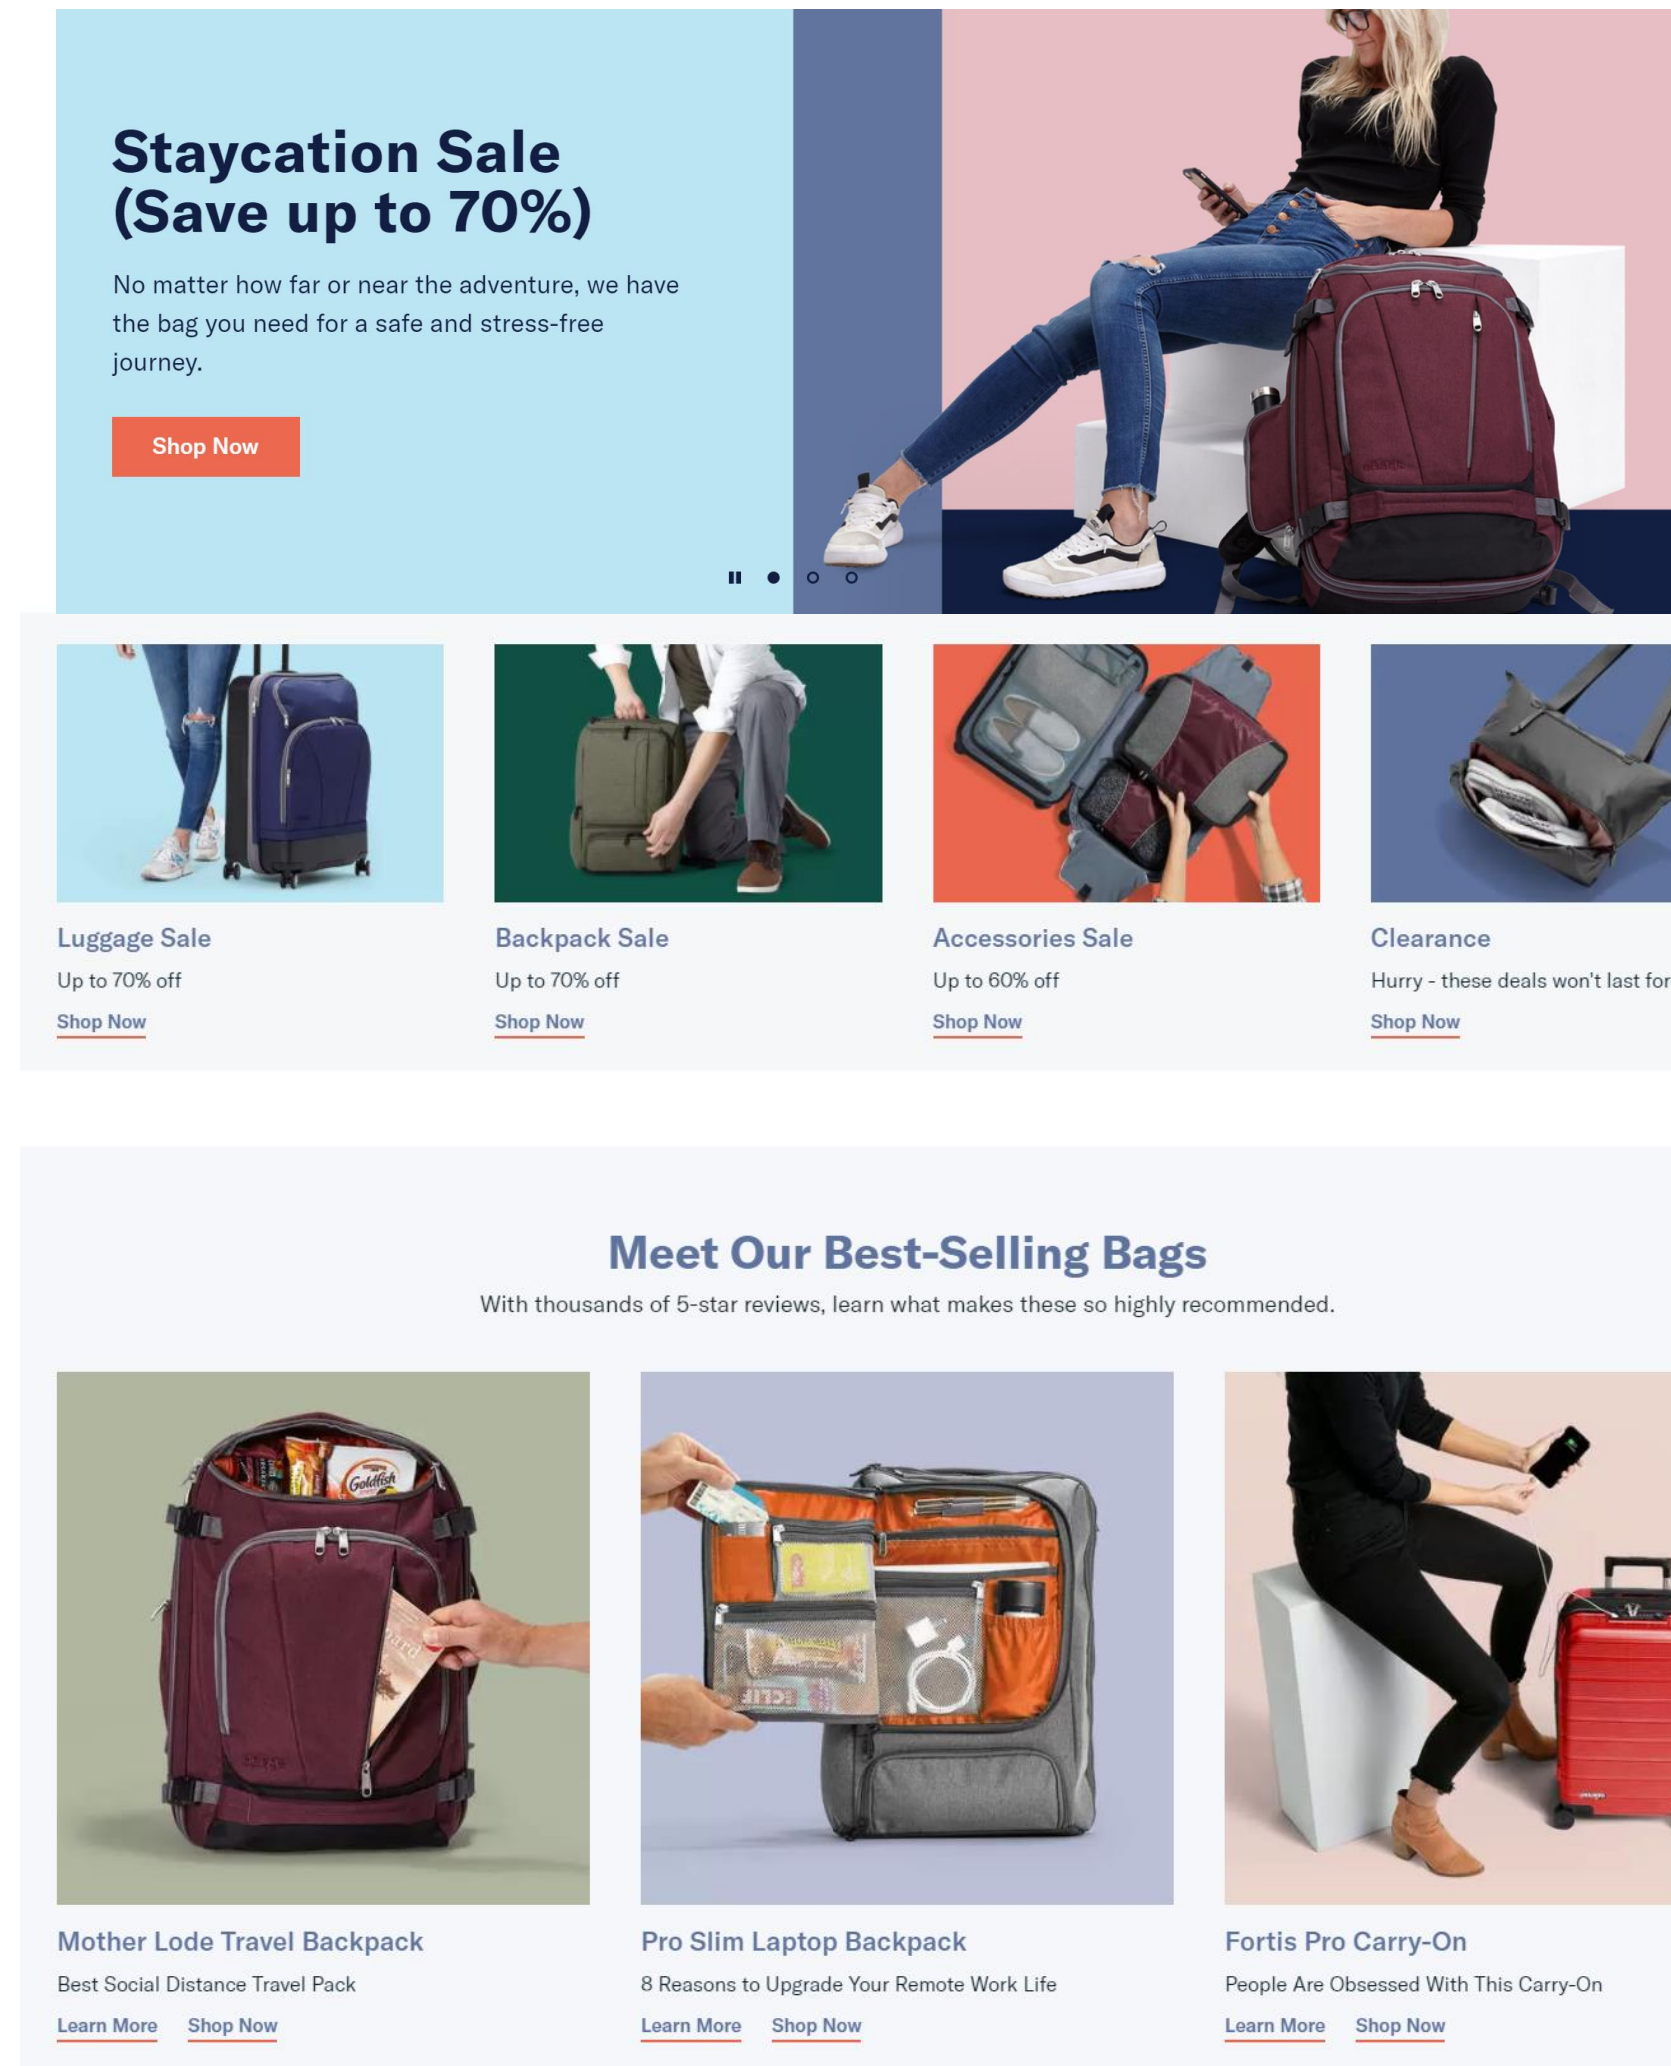 Staycation Sale
(Save up to 70%)
No matter how far or near the adventure, we have
the bag you need for a safe and stress-free
journey.
Shop Now
Luggage Sale
Up to 70% off
Shop Now
Backpack Sale
Up to 70% off
Shop Now
Accessories Sale
Up to 60% off
Shop Now
Clearance
Hurry - these deals won't last for
Shop Now
Meet Our Best-Selling Bags
With thousands of 5-star reviews, learn what makes these so highly recommended.
Goldfish
CLIF
Mother Lode Travel Backpack
Best Social Distance Travel Pack
Learn More Shop Now
Pro Slim Laptop Backpack
8 Reasons to Upgrade Your Remote Work Life
Learn More Shop Now
Fortis Pro Carry-On
People Are Obsessed With This Carry-On
Learn More Shop Now